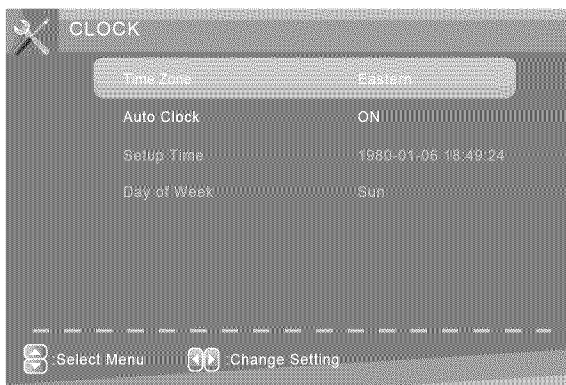 CLOCK
Time Zone Eastern
Auto Clock ON
Setup Time 1980-01-06 18:49:24
Day of Week Sun
:Select Menu :Change Setting